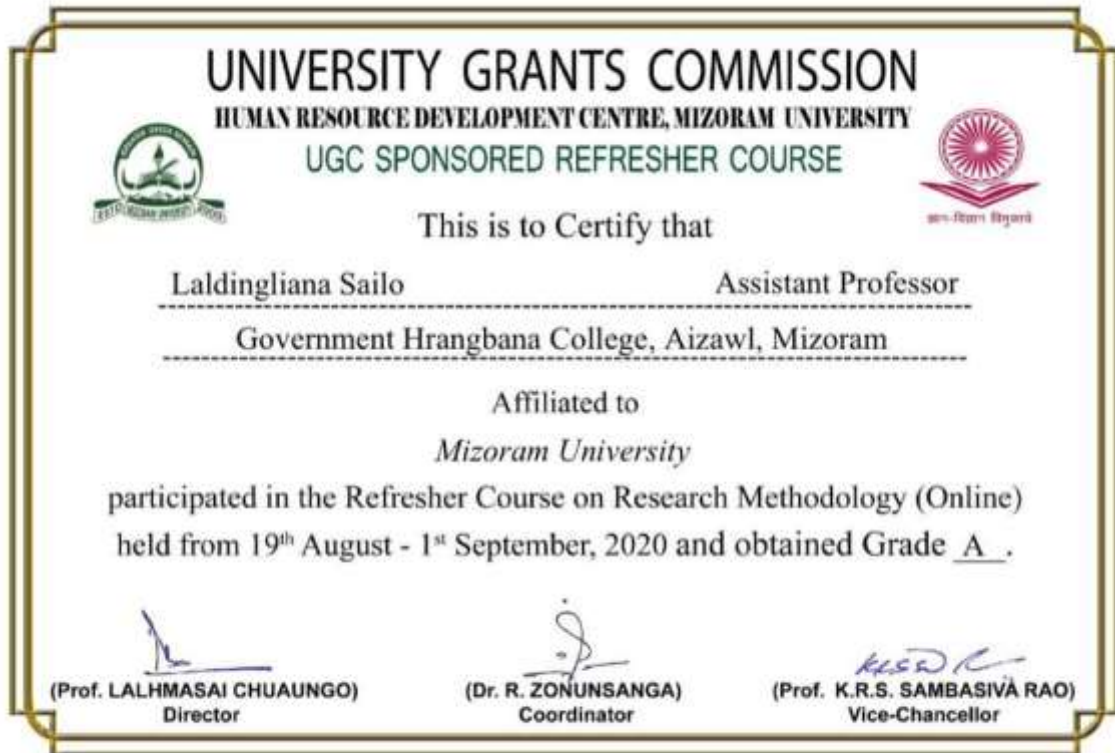 UNIVERSITY GRANTS COMMISSION
HUMAN RESOURCE DEVELOPMENT CENTRE, MIZORAM UNIVERSITY
UGC SPONSORED REFRESHER COURSE
MIZORAM UNIVERSITY
ज्ञान-विज्ञान विमुक्तये
This is to Certify that
Laldingliana Sailo Assistant Professor
Government Hrangbana College, Aizawl, Mizoram
Affiliated to
Mizoram University
participated in the Refresher Course on Research Methodology (Online)
held from 19th August - 1st September, 2020 and obtained Grade A .
(Prof. LALHMASAI CHUAUNGO) (Dr. R. ZONUNSANGA) (Prof. K.R.S. SAMBASIVA RAO)
Director Coordinator Vice-Chancellor